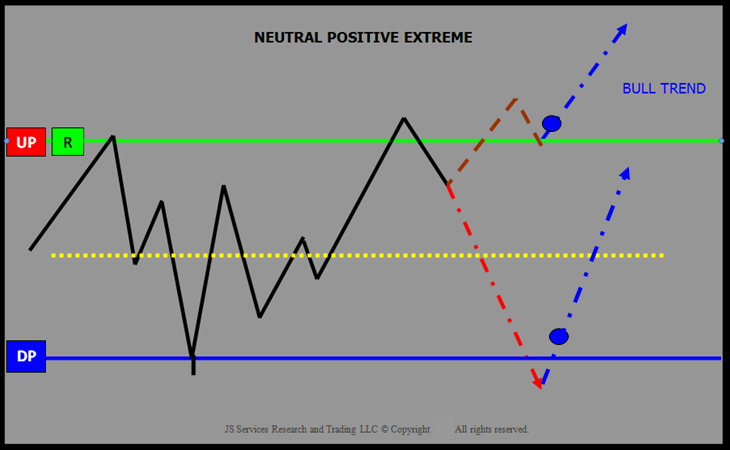 NEUTRAL POSITIVE EXTREME
BULL TREND
UP R
DP
JS Services Research and Trading LLC © Copyright All rights reserved.